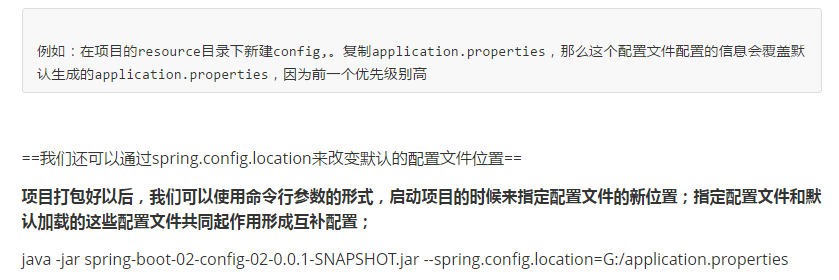 例如：在项目的resource目录下新建config,。复制application.properties，那么这个配置文件配置的信息会覆盖默
认生成的application.properties，因为前一个优先级别高
==我们还可以通过spring.config.location来改变默认的配置文件位置==
项目打包好以后，我们可以使用命令行参数的形式，启动项目的时候来指定配置文件的新位置；指定配置文件和默
认加载的这些配置文件共同起作用形成互补配置；
java -jar spring-boot-02-config-02-0.0.1-SNAPSHOT.jar --spring.config.location=G:/application.properties